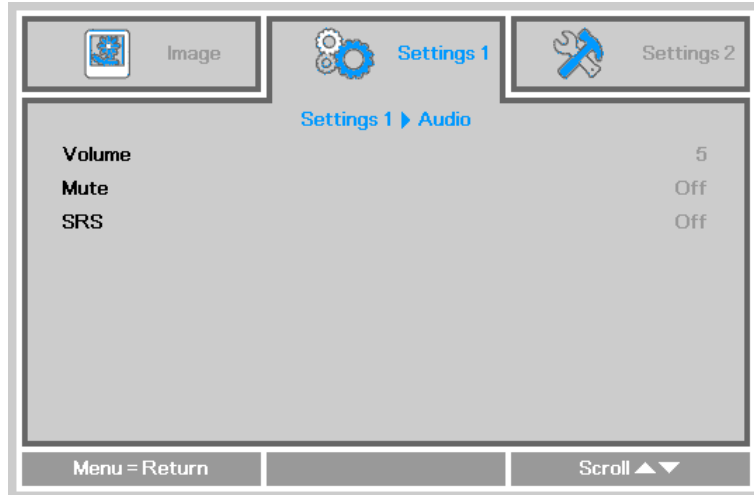 Image
Settings 1
Settings 2
Settings 1 ▶ Audio
Volume 5
Mute Off
SRS Off
Menu = Return
Scroll ▲▼